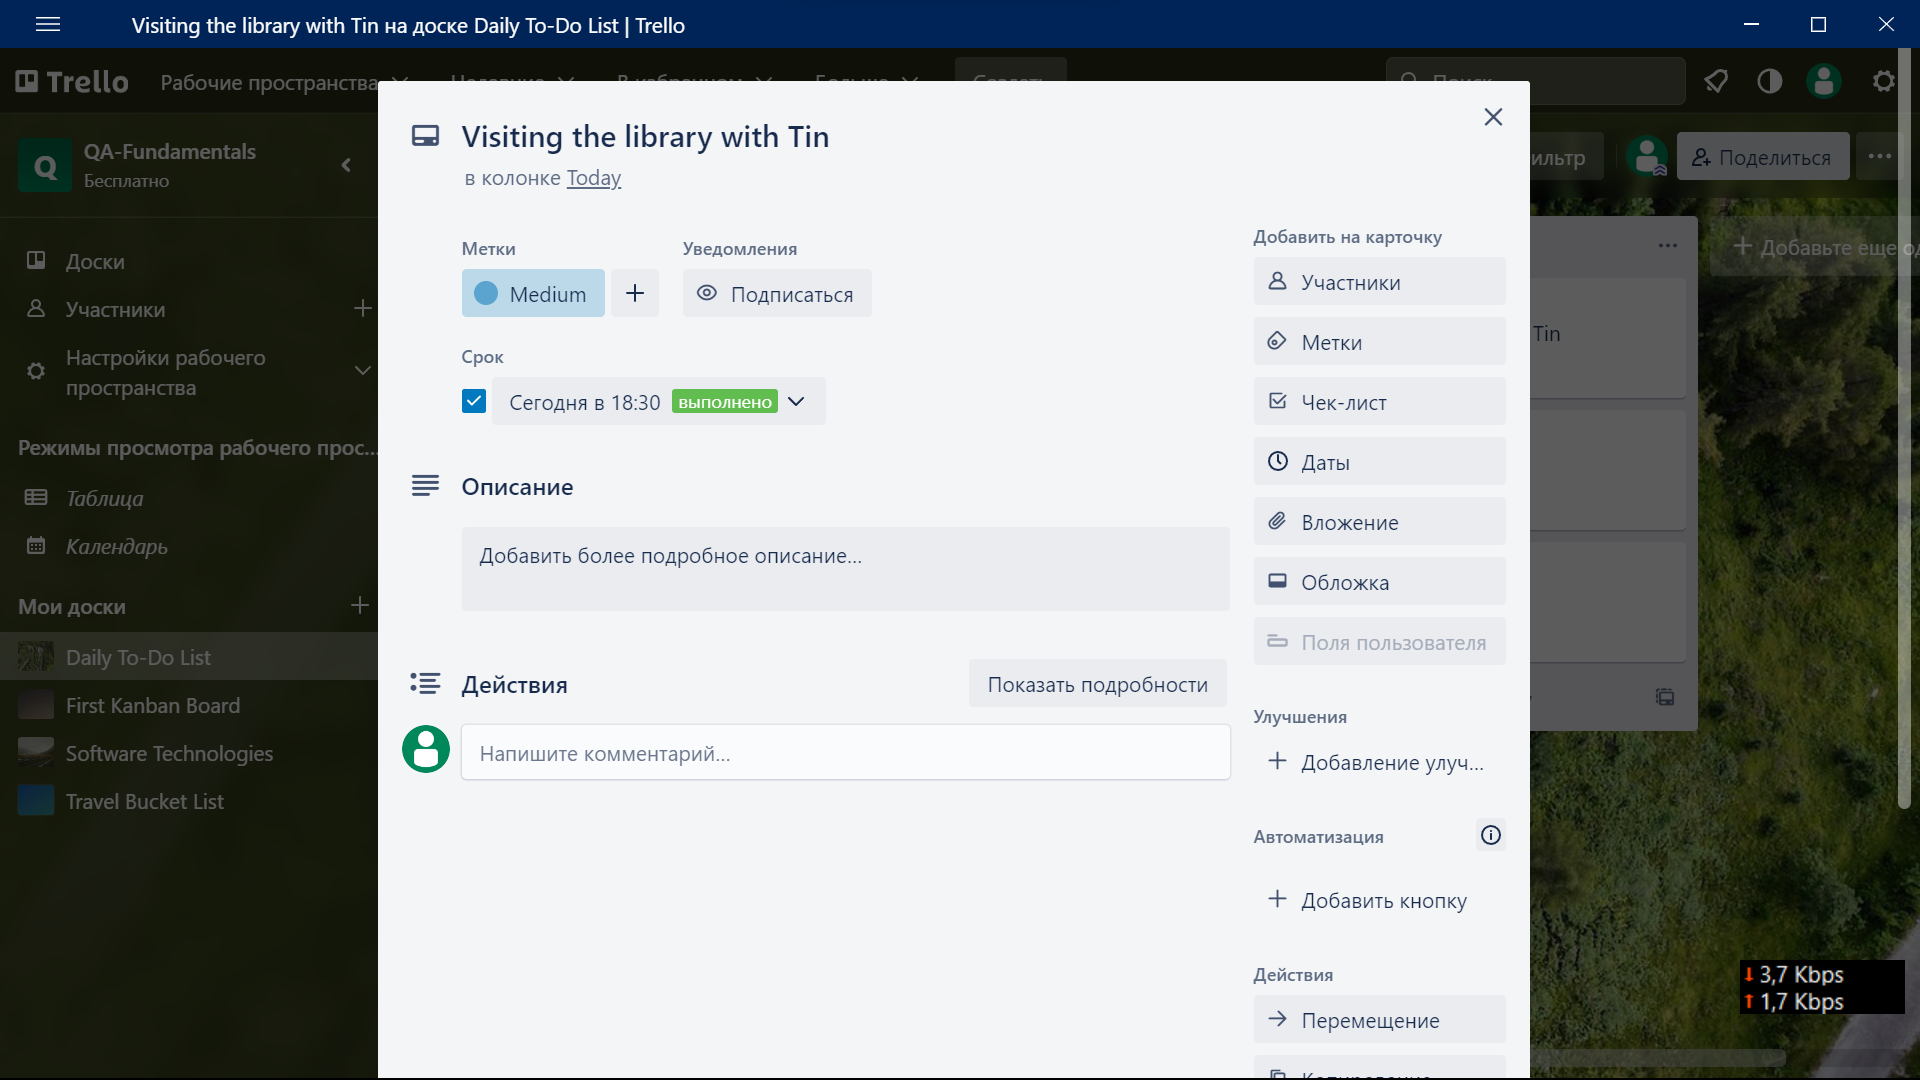 Visiting the library with Tin на доске Daily To-Do List | Trello
Trello
Рабочие пространства
Поиск
QA-Fundamentals
Бесплатно
Q
Поделиться
Visiting the library with Tin
в колонке Today
Доски
Участники
Настройки рабочего
пространства
Режимы просмотра рабочего прос...
Таблица
Календарь
Мои доски
Daily To-Do List
First Kanban Board
Software Technologies
Travel Bucket List
Метки
Medium
Уведомления
Подписаться
Срок
Сегодня в 18:30 выполнено
Описание
Добавить более подробное описание...
Действия
Показать подробности
Напишите комментарий...
Добавить на карточку
Участники
Метки
Чек-лист
Даты
Вложение
Обложка
Поля пользователя
Улучшения
Добавление улуч...
Автоматизация
Добавить кнопку
Действия
Перемещение
Копирование
Добавьте еще
Tin
3,7 Kbps
1,7 Kbps